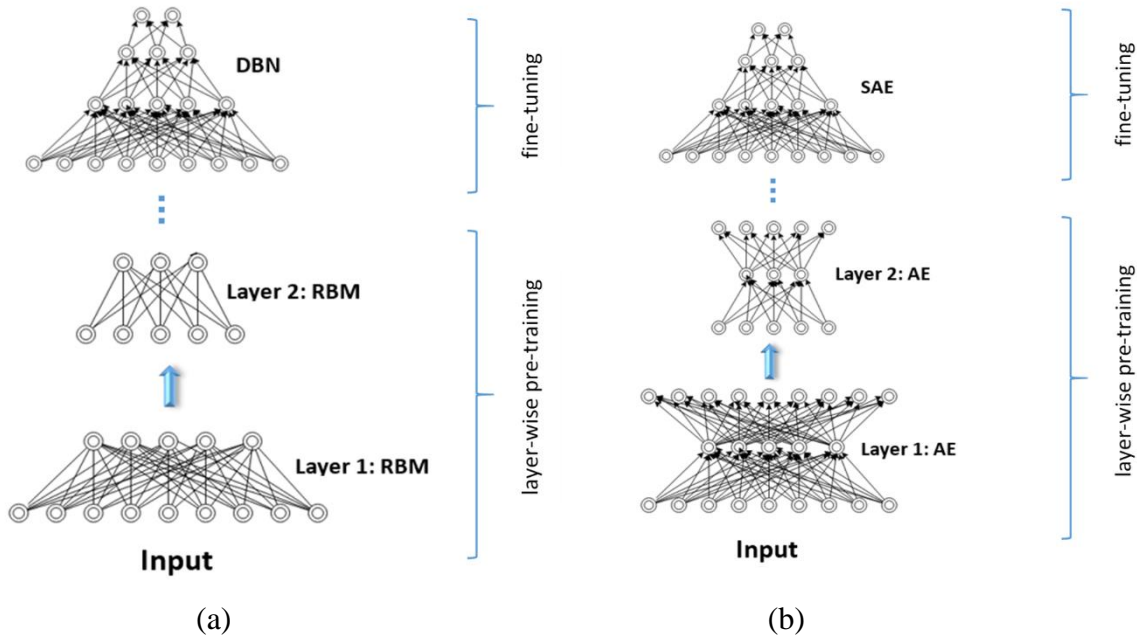 DBN
fine-tuning
Layer 2: RBM
layer-wise pre-training
Layer 1: RBM
Input
(a)
SAE
fine-tuning
Layer 2: AE
layer-wise pre-training
Layer 1: AE
Input
(b)